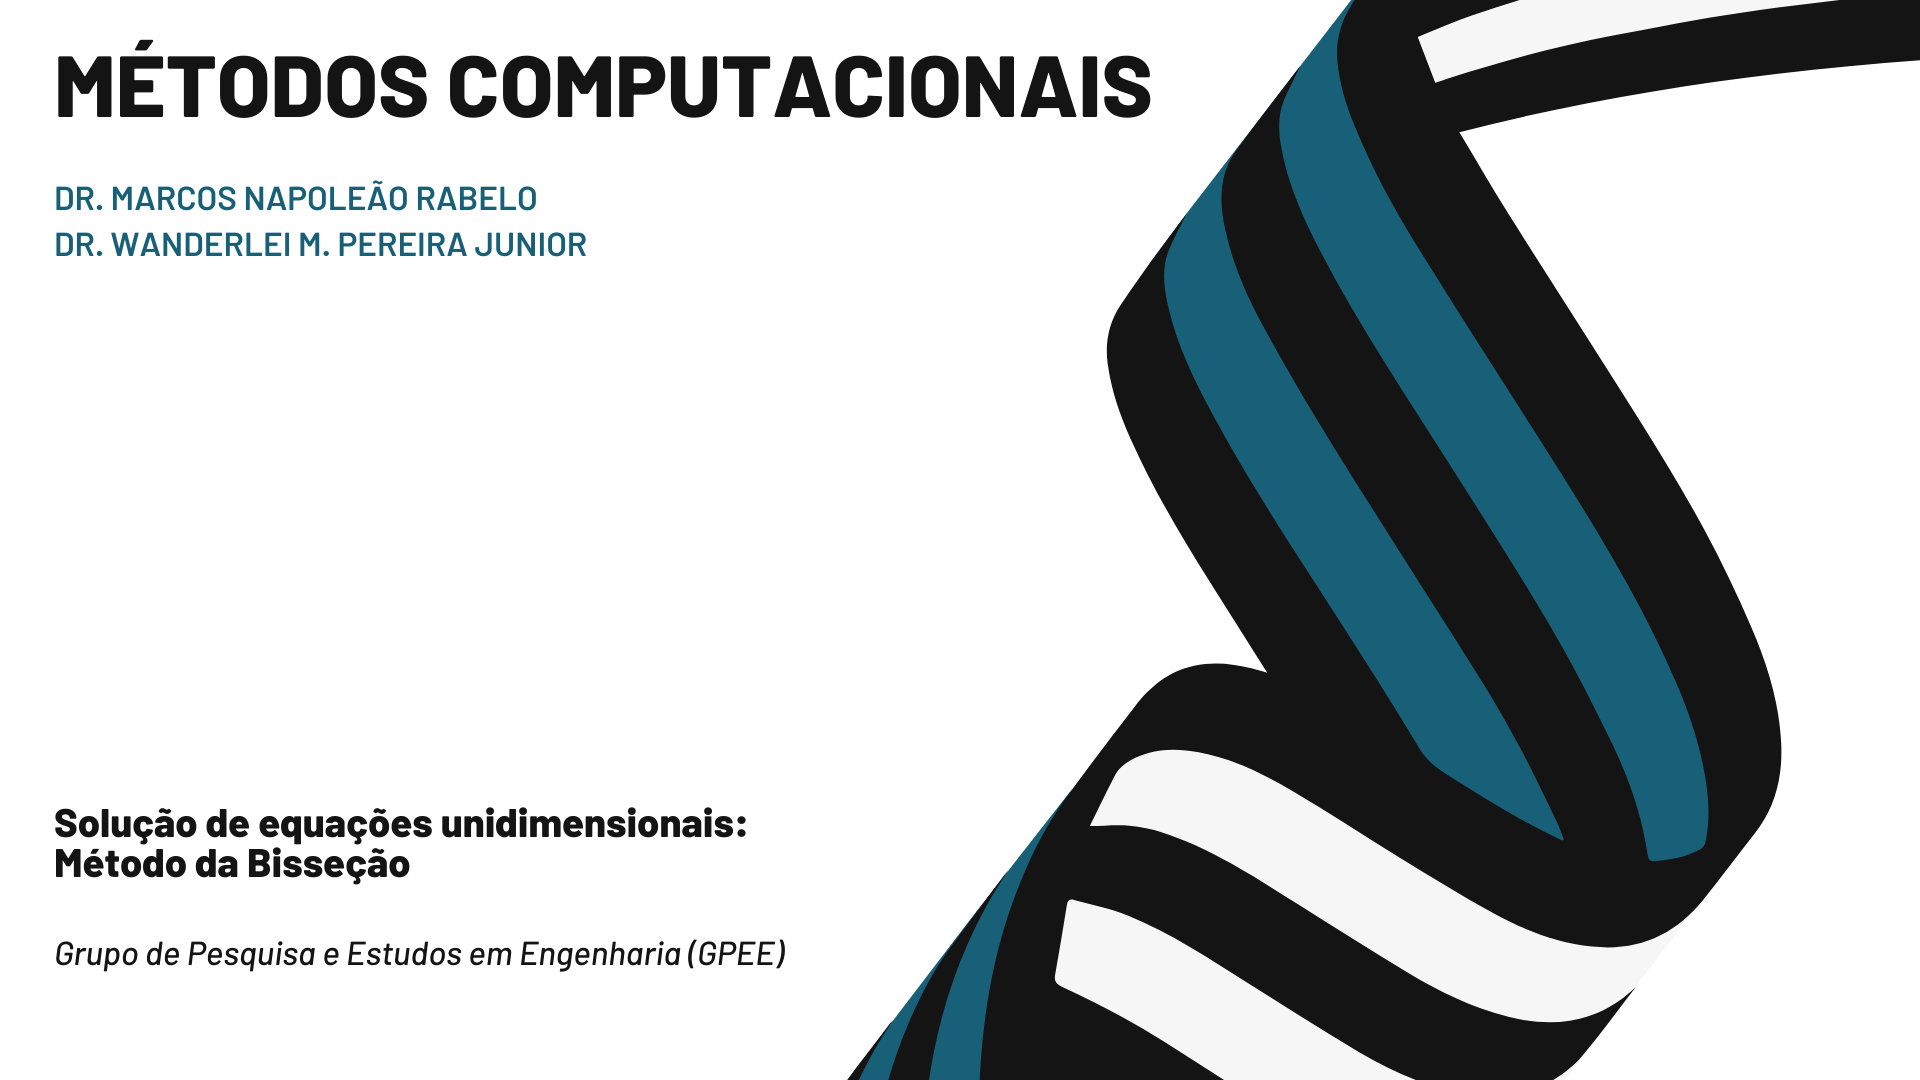 MÉTODOS COMPUTACIONAIS
DR. MARCOS NAPOLEÃO RABELO
DR. WANDERLEI M. PEREIRA JUNIOR
Solução de equações unidimensionais:
Método da Bisseção
Grupo de Pesquisa e Estudos em Engenharia (GPEE)